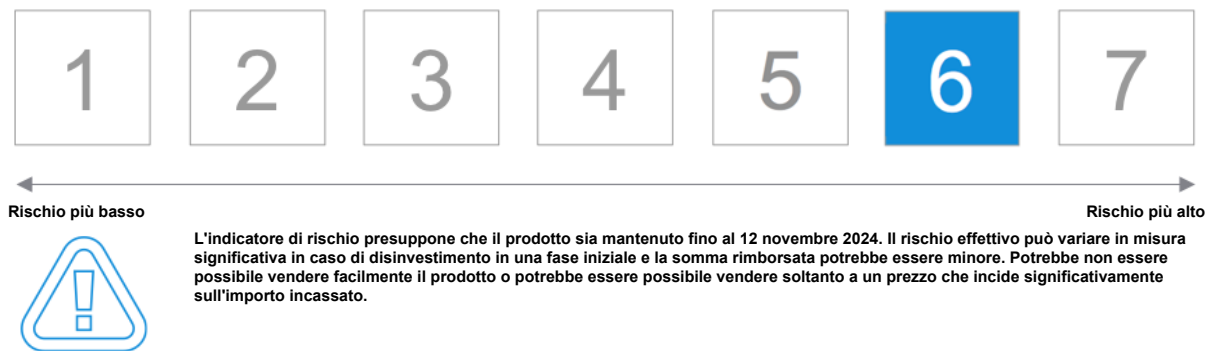 1 2 3 4 5 6 7
Rischio più basso Rischio più alto
L'indicatore di rischio presuppone che il prodotto sia mantenuto fino al 12 novembre 2024. Il rischio effettivo può variare in misura
significativa in caso di disinvestimento in una fase iniziale e la somma rimborsata potrebbe essere minore. Potrebbe non essere
possibile vendere facilmente il prodotto o potrebbe essere possibile vendere soltanto a un prezzo che incide significativamente
sull'importo incassato.